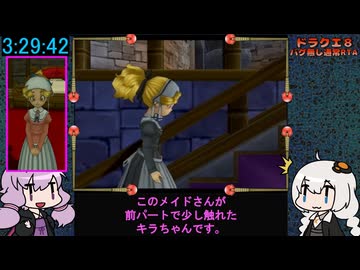 3:29:42
ドラクエ8
バグ無し通常RTA
このメイドさんが
前パートで少し触れた
キラちゃんです。